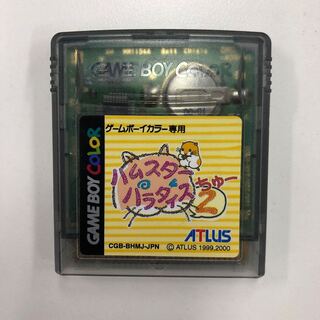 GAME BOY COLOR
GAME BOY COLOR
ゲームボーイカラー専用
ハムスター
パラダイス
ちゅー
2
CGB-BHMJ-JPN
ATLUS
© ATLUS 1999,2000